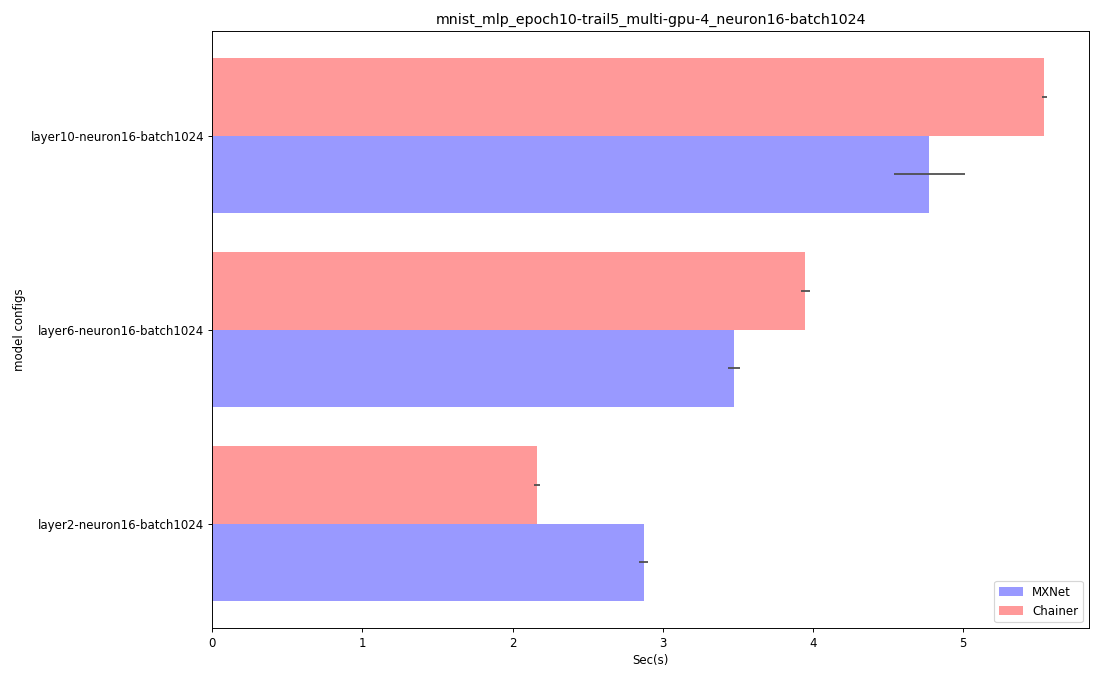 mnist_mlp_epoch10-trail5_multi-gpu-4_neuron16-batch1024
layer10-neuron16-batch1024
layer6-neuron16-batch1024
layer2-neuron16-batch1024
model configs
0 1 2 3 4 5
Sec(s)
MXNet
Chainer